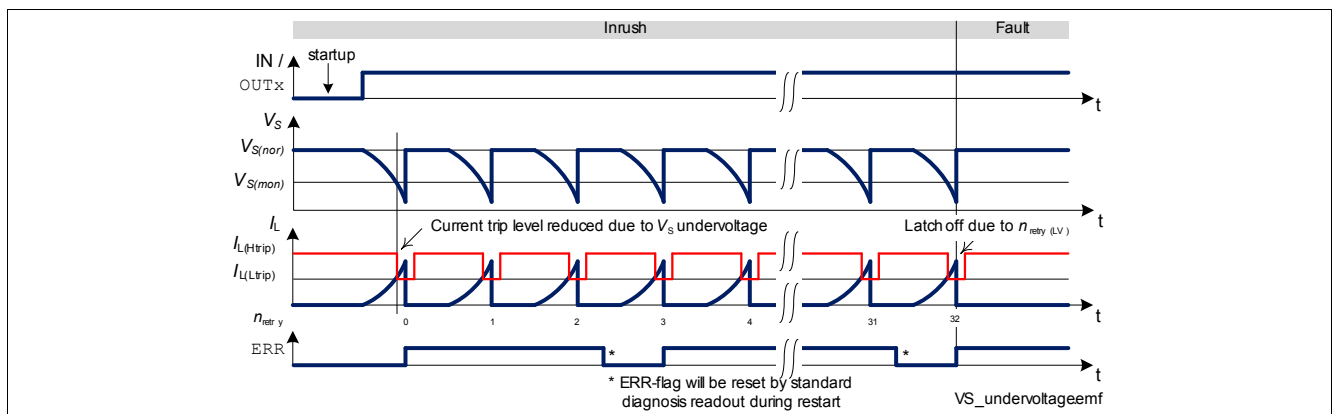 Inrush Fault
IN / startup
OUTx
t
VS
VS(nor)
VS(mon)
t
IL
Current trip level reduced due to VS undervoltage
Latch off due to nretry (LV)
IL(Htrip)
IL(Ltrip)
t
nretry 0 1 2 3 4 31 32
ERR
* *
t
* ERR-flag will be reset by standard
diagnosis readout during restart
VS_undervoltage.emf